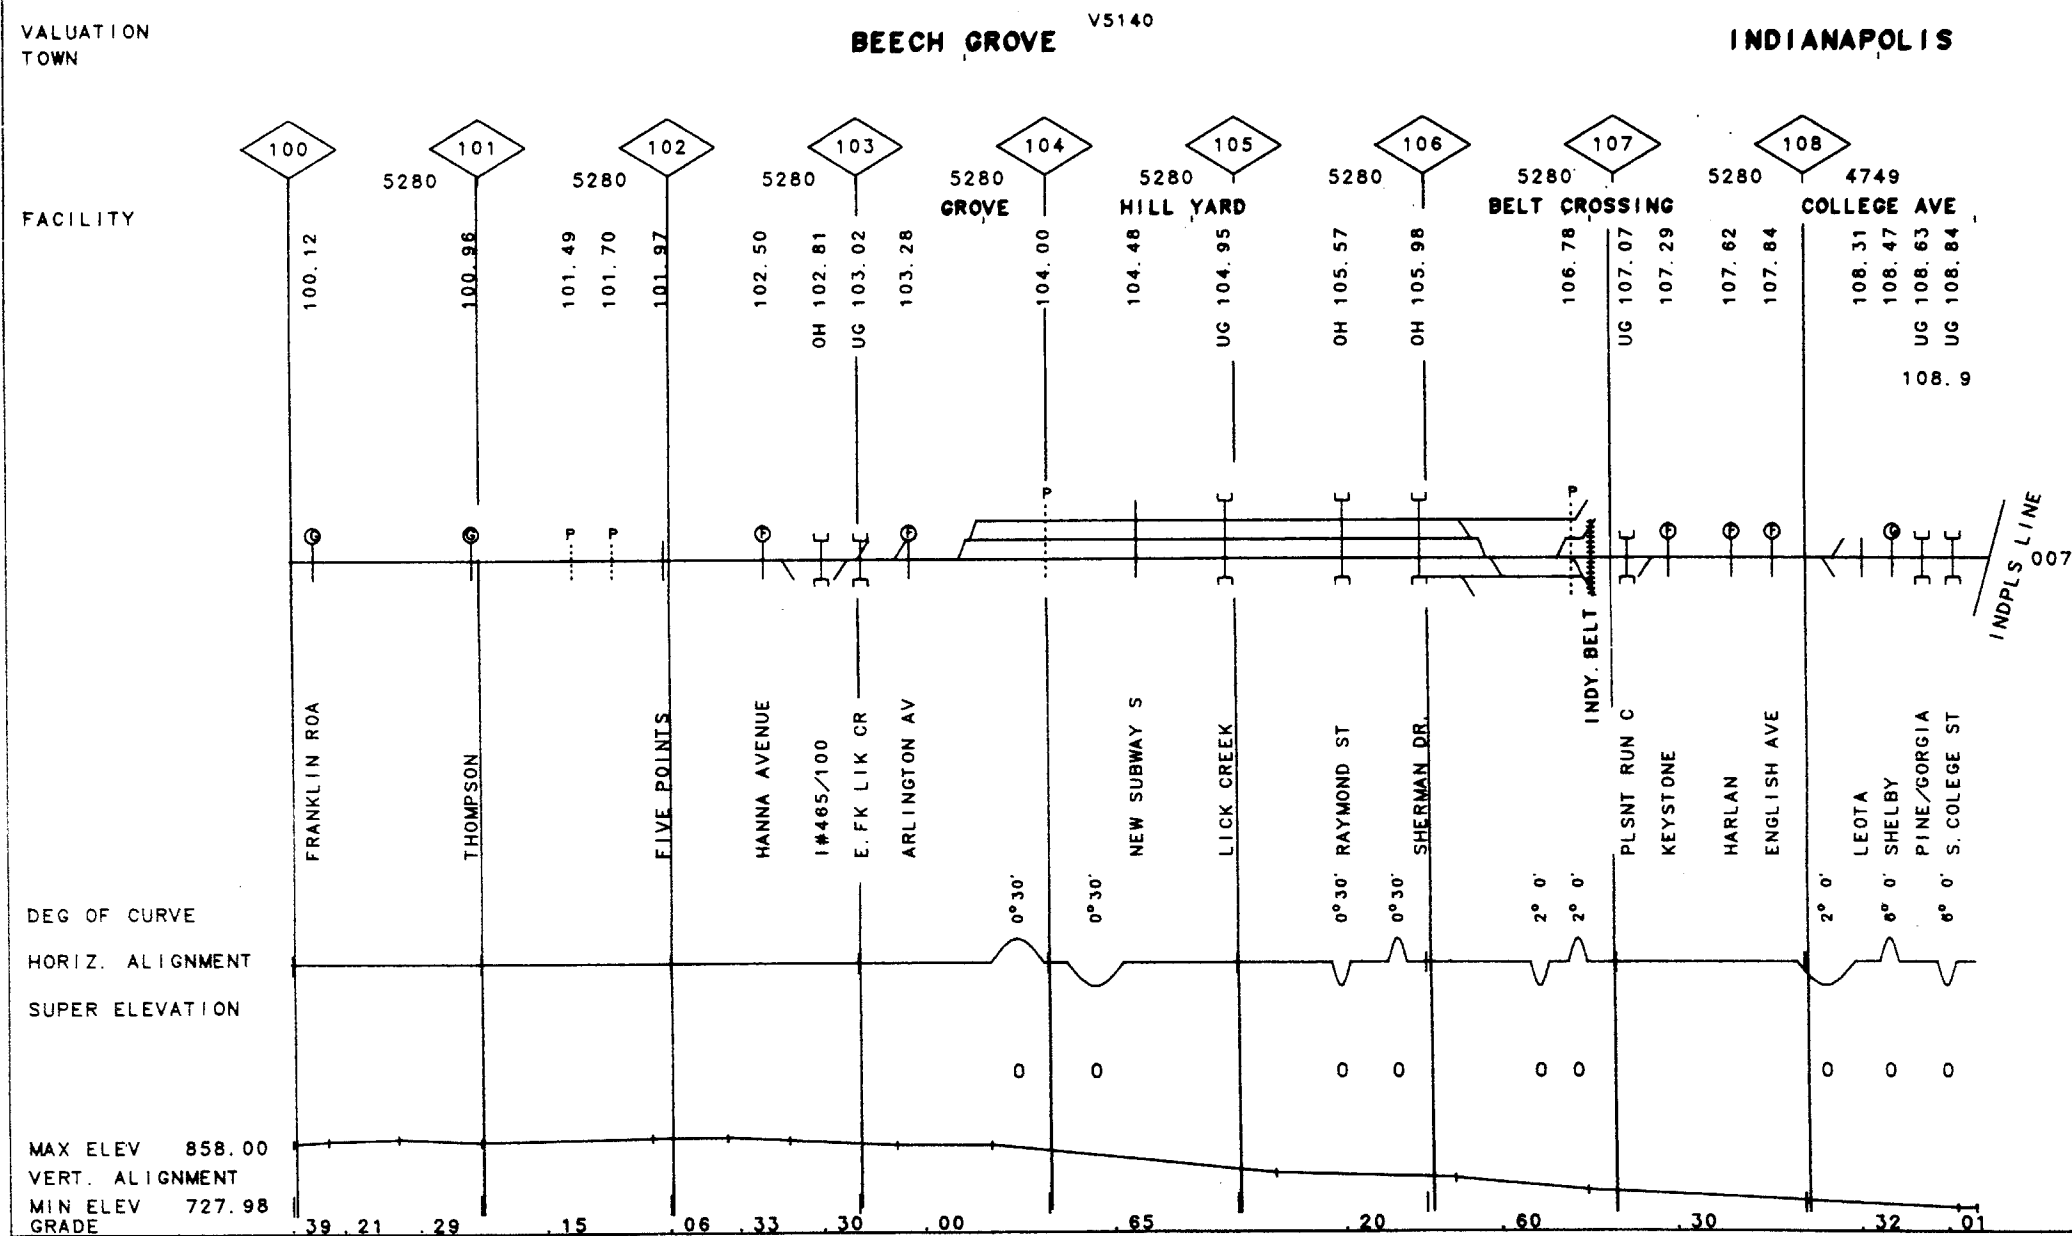 VALUATION V5140
TOWN BEECH GROVE INDIANAPOLIS
100 101 102 103 104 105 106 107 108
5280 5280 5280 5280 5280 5280 5280 5280 4749
FACILITY GROVE HILL YARD BELT CROSSING COLLEGE AVE
100.12
100.96
101.49
101.70
101.97
102.50
OH 102.81
UG 103.02
103.28
104.00
104.48
UG 104.95
OH 105.57
OH 105.98
106.78
UG 107.07
107.29
107.62
107.84
108.31
108.47
UG 108.63
UG 108.84
108.9
G G P P F F P P F F F G
INDPLS LINE
007
INDY. BELT
FRANKLIN ROA
THOMPSON
FIVE POINTS
HANNA AVENUE
I#465/100
E. FK LIK CR
ARLINGTON AV
NEW SUBWAY S
LICK CREEK
RAYMOND ST
SHERMAN DR.
PLSNT RUN C
KEYSTONE
HARLAN
ENGLISH AVE
LEOTA
SHELBY
PINE/GORGIA
S. COLEGE ST
DEG OF CURVE 0°30' 0°30' 0°30' 0°30' 2° 0' 2° 0' 2° 0' 6° 0' 6° 0'
HORIZ. ALIGNMENT
SUPER ELEVATION
0 0 0 0 0 0 0 0 0
MAX ELEV 858.00
VERT. ALIGNMENT
MIN ELEV 727.98
GRADE .39 .21 .29 .15 .06 .33 .30 .00 .65 .20 .60 .30 .32 .01